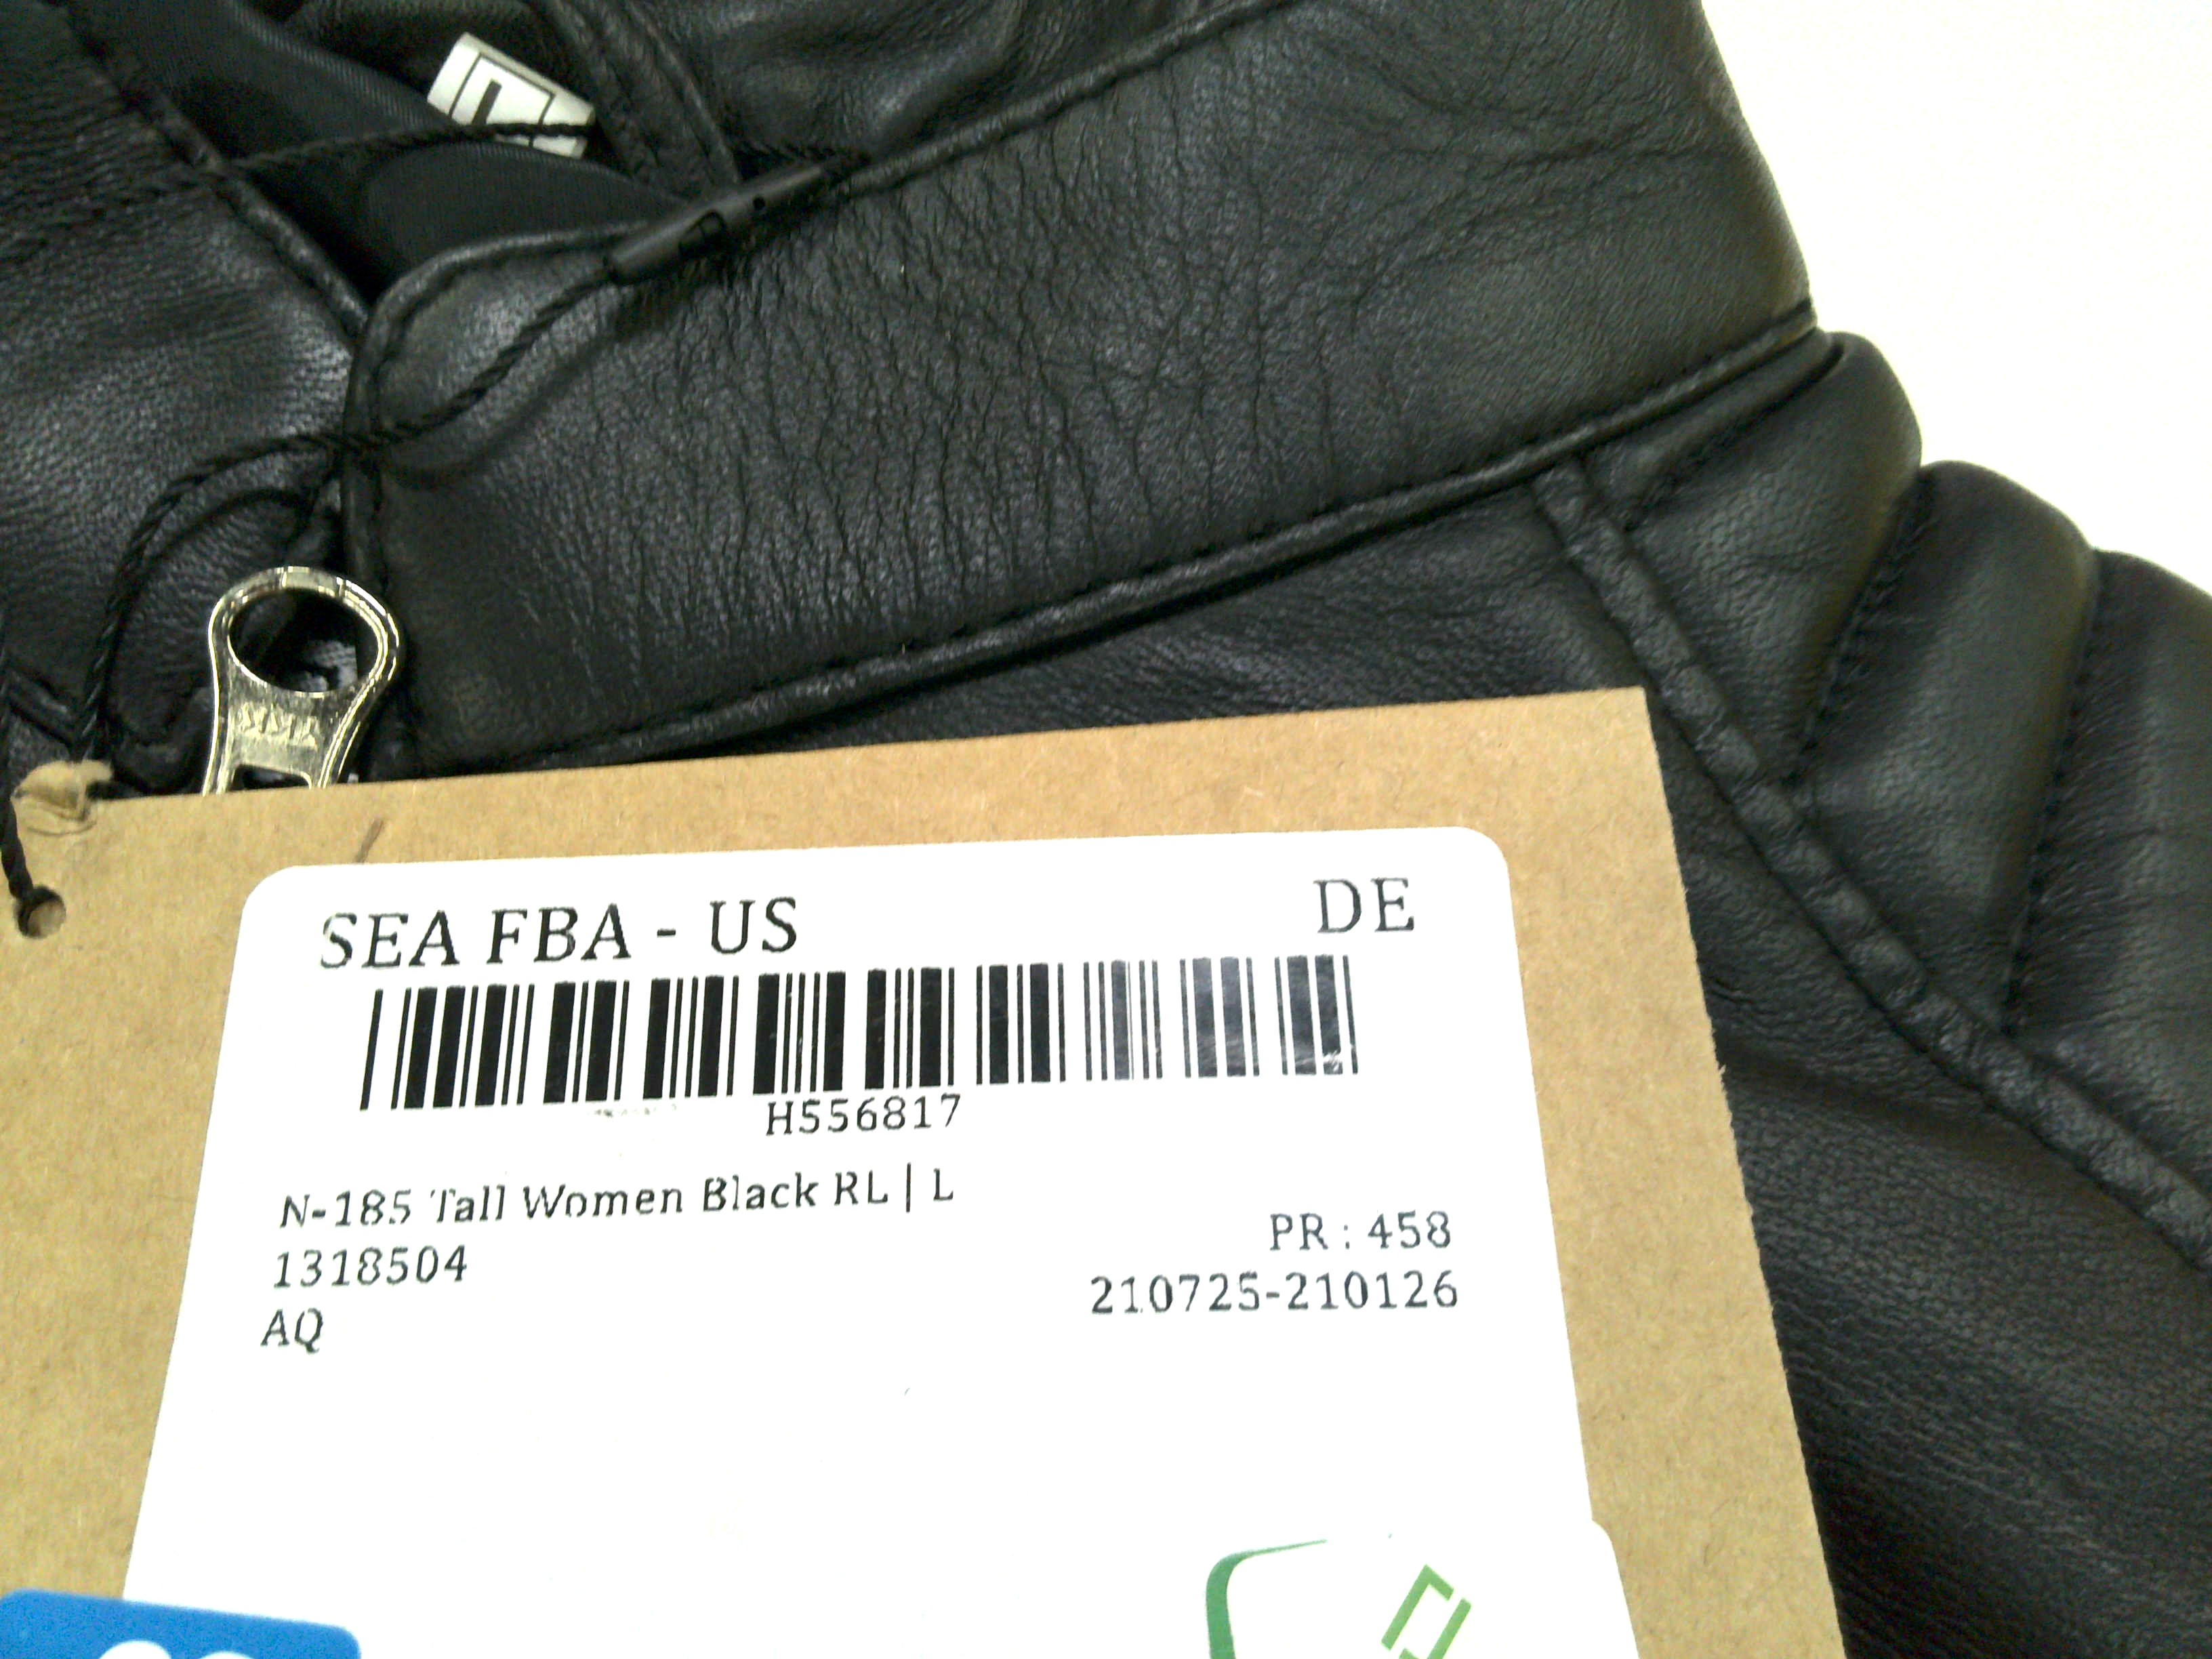 SEA FBA - US DE
H556817
N-185 Tall Women Black RL | L
PR : 458
1318504
210725-210126
AQ